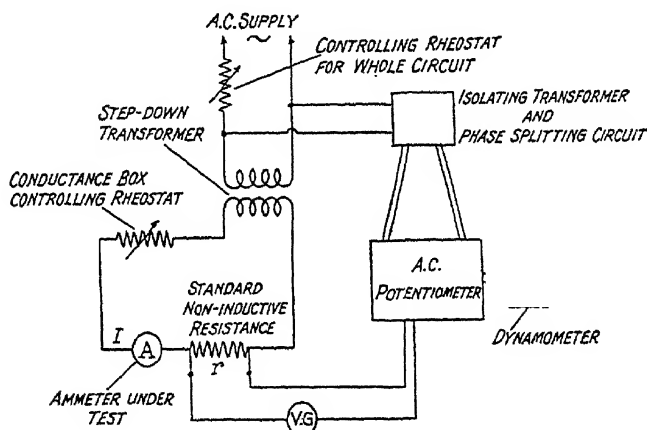 A.C. SUPPLY
~
CONTROLLING RHEOSTAT
FOR WHOLE CIRCUIT
STEP-DOWN
TRANSFORMER
ISOLATING TRANSFORMER
AND
PHASE SPLITTING CIRCUIT
CONDUCTANCE BOX
CONTROLLING RHEOSTAT
A.C.
POTENTIOMETER
STANDARD
NON-INDUCTIVE
RESISTANCE
DYNAMOMETER
I
A
r
AMMETER UNDER
TEST
V.G